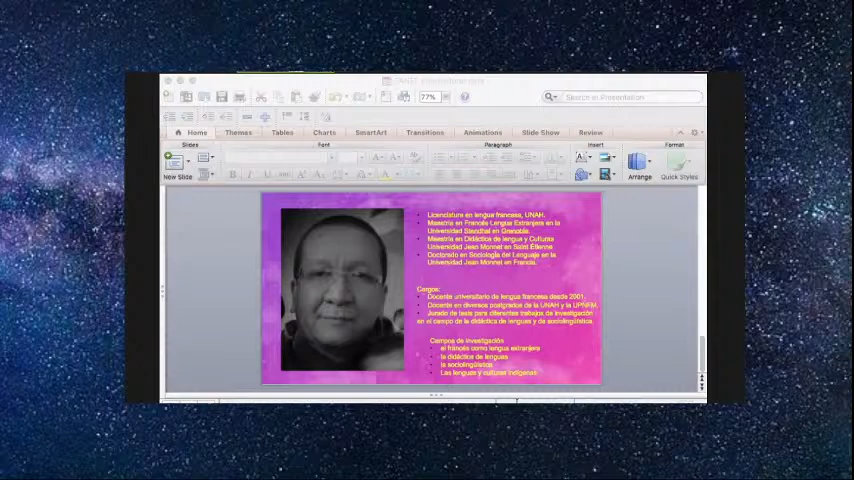 77%
Search in Presentation
Home
Themes
Tables
Charts
SmartArt
Transitions
Animations
Slide Show
Review
Slides
Font
Paragraph
Insert
Format
New Slide
Arrange
Quick Styles
• Licenciatura en lengua francesa, UNAH.
• Maestría en Francés Lengua Extranjera en la
Universidad Stendhal en Grenoble.
• Maestría en Didáctica de lengua y Culturas
Universidad Jean Monnet en Saint Étienne
• Doctorado en Sociología del Lenguaje en la
Universidad Jean Monnet en Francia.
Cargos:
• Docente universitario de lengua francesa desde 2001.
• Docente en diversos postgrados de la UNAH y la UPNFM.
• Jurado de tesis para diferentes trabajos de investigación
en el campo de la didáctica de lenguas y de sociolingüística.
Campos de investigación
• el francés como lengua extranjera
• la didáctica de lenguas
• la sociolingüística
• Las lenguas y culturas indígenas